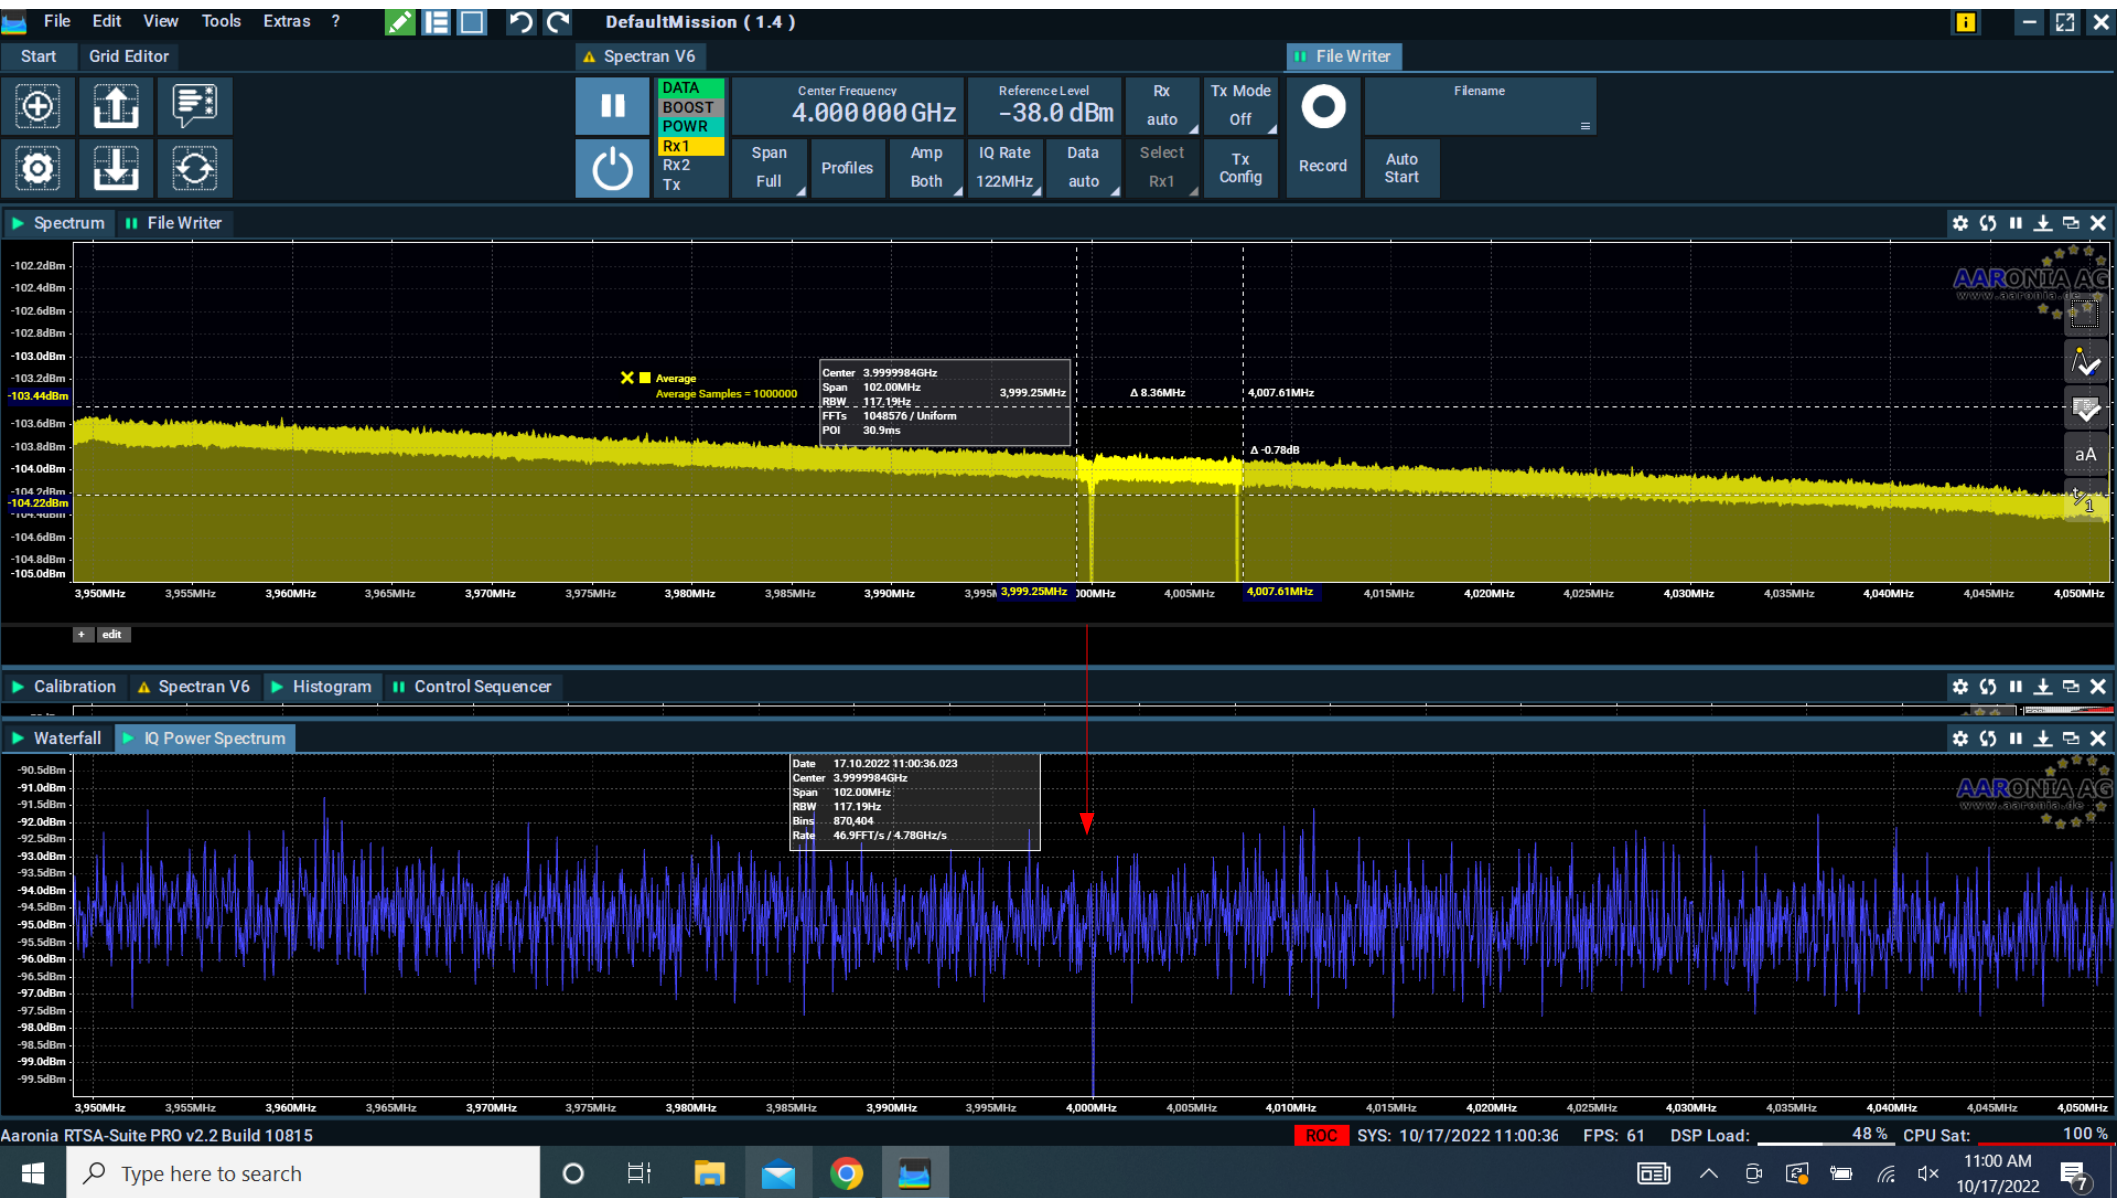 File Edit View Tools Extras ?
DefaultMission ( 1.4 )
Start Grid Editor
Spectran V6
File Writer
DATA
BOOST
POWR
Rx1
Rx2
Tx
Center Frequency
4.000000 GHz
Reference Level
-38.0 dBm
Rx
auto
Tx Mode
Off
Span
Full
Profiles
Amp
Both
IQ Rate
122MHz
Data
auto
Select
Rx1
Tx
Config
Record
Filename
Auto
Start
Spectrum File Writer
-102.2dBm
-102.4dBm
-102.6dBm
-102.8dBm
-103.0dBm
-103.2dBm
-103.44dBm
-103.6dBm
-103.8dBm
-104.0dBm
-104.2dBm
-104.22dBm
-104.4dBm
-104.6dBm
-104.8dBm
-105.0dBm
AARONIA AG
www.aaronia.de
Average
Average Samples = 1000000
Center 3.9999984GHz
Span 102.00MHz
RBW 117.19Hz
FFTs 1048576 / Uniform
POI 30.9ms
3,999.25MHz
Δ 8.36MHz
4,007.61MHz
Δ -0.78dB
aA
3,950MHz 3,955MHz 3,960MHz 3,965MHz 3,970MHz 3,975MHz 3,980MHz 3,985MHz 3,990MHz 3,995M 3,999.25MHz 000MHz 4,005MHz 4,007.61MHz 4,015MHz 4,020MHz 4,025MHz 4,030MHz 4,035MHz 4,040MHz 4,045MHz 4,050MHz
+ edit
Calibration Spectran V6 Histogram Control Sequencer
Waterfall IQ Power Spectrum
-90.5dBm
-91.0dBm
-91.5dBm
-92.0dBm
-92.5dBm
-93.0dBm
-93.5dBm
-94.0dBm
-94.5dBm
-95.0dBm
-95.5dBm
-96.0dBm
-96.5dBm
-97.0dBm
-97.5dBm
-98.0dBm
-98.5dBm
-99.0dBm
-99.5dBm
Date 17.10.2022 11:00:36.023
Center 3.9999984GHz
Span 102.00MHz
RBW 117.19Hz
Bins 870,404
Rate 46.9FFT/s / 4.78GHz/s
AARONIA AG
www.aaronia.de
3,950MHz 3,955MHz 3,960MHz 3,965MHz 3,970MHz 3,975MHz 3,980MHz 3,985MHz 3,990MHz 3,995MHz 4,000MHz 4,005MHz 4,010MHz 4,015MHz 4,020MHz 4,025MHz 4,030MHz 4,035MHz 4,040MHz 4,045MHz 4,050MHz
Aaronia RTSA-Suite PRO v2.2 Build 10815
ROC SYS: 10/17/2022 11:00:36 FPS: 61 DSP Load: 48 % CPU Sat: 100 %
Type here to search
11:00 AM
10/17/2022
7